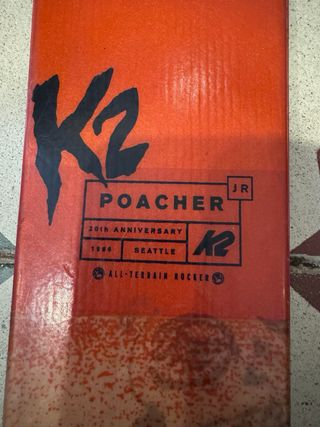 K2
JR
POACHER
20th ANNIVERSARY
1996 SEATTLE K2
ALL-TERRAIN ROCKER